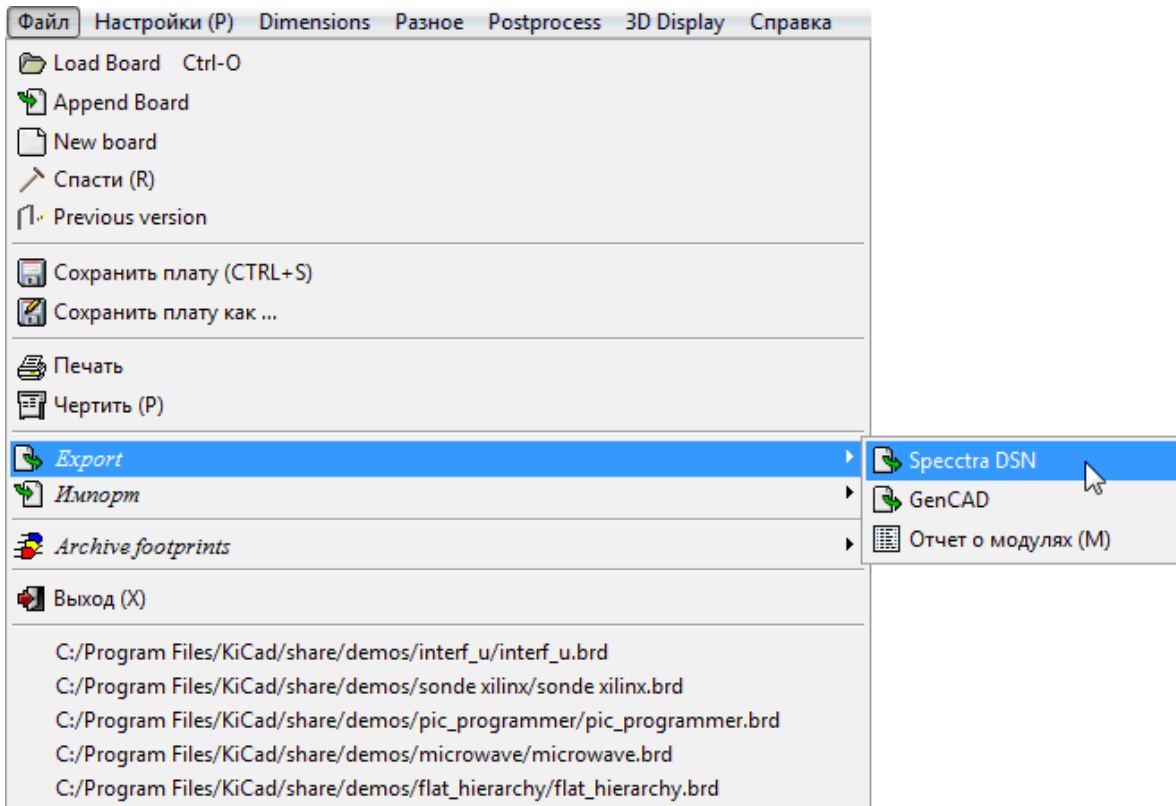 Файл Настройки (P) Dimensions Разное Postprocess 3D Display Справка
Load Board Ctrl-O
Append Board
New board
Спасти (R)
Previous version
Сохранить плату (CTRL+S)
Сохранить плату как ...
Печать
Чертить (P)
Export
Specctra DSN
Импорт
GenCAD
Archive footprints
Отчет о модулях (M)
Выход (X)
C:/Program Files/KiCad/share/demos/interf_u/interf_u.brd
C:/Program Files/KiCad/share/demos/sonde xilinx/sonde xilinx.brd
C:/Program Files/KiCad/share/demos/pic_programmer/pic_programmer.brd
C:/Program Files/KiCad/share/demos/microwave/microwave.brd
C:/Program Files/KiCad/share/demos/flat_hierarchy/flat_hierarchy.brd